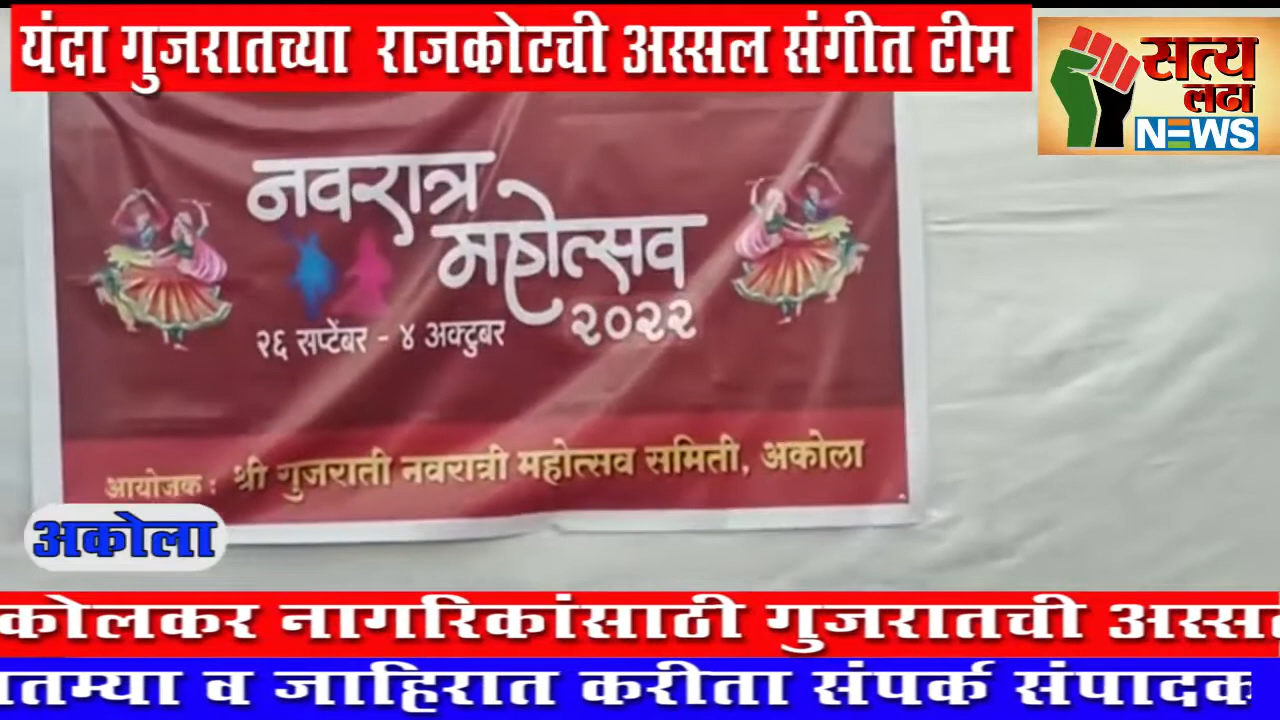 यंदा गुजरातच्या राजकोटची अस्सल संगीत टीम
सत्य
लढा
NEWS
नवरात्र
महोत्सव
२०२२
२६ सप्टेंबर - ४ अक्टुबर
आयोजक : श्री गुजराती नवरात्री महोत्सव समिती, अकोला
अकोला
कोलकर नागरिकांसाठी गुजरातची अस्स
तम्या व जाहिरात करीता संपर्क संपादक